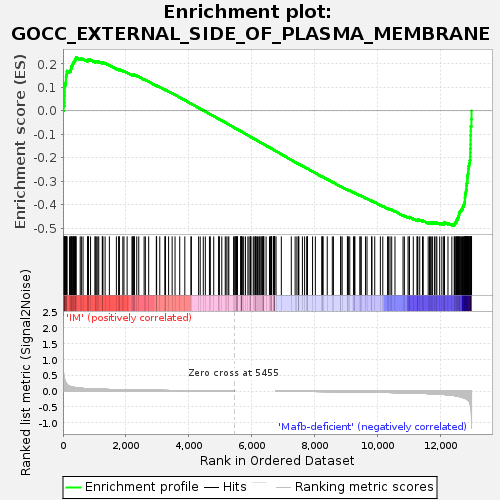 Enrichment plot:
GOCC_EXTERNAL_SIDE_OF_PLASMA_MEMBRANE
Enrichment score (ES)
0.2
0.1
0.0
-0.1
-0.2
-0.3
-0.4
-0.5
Ranked list metric (Signal2Noise)
2.5
2.0
1.5
1.0
0.5
0.0
-0.5
-1.0
'IM' (positively correlated)
Zero cross at 5455
'Mafb-deficient' (negatively correlated)
0
2,000
4,000
6,000
8,000
10,000
12,000
Rank in Ordered Dataset
Enrichment profile
Hits
Ranking metric scores